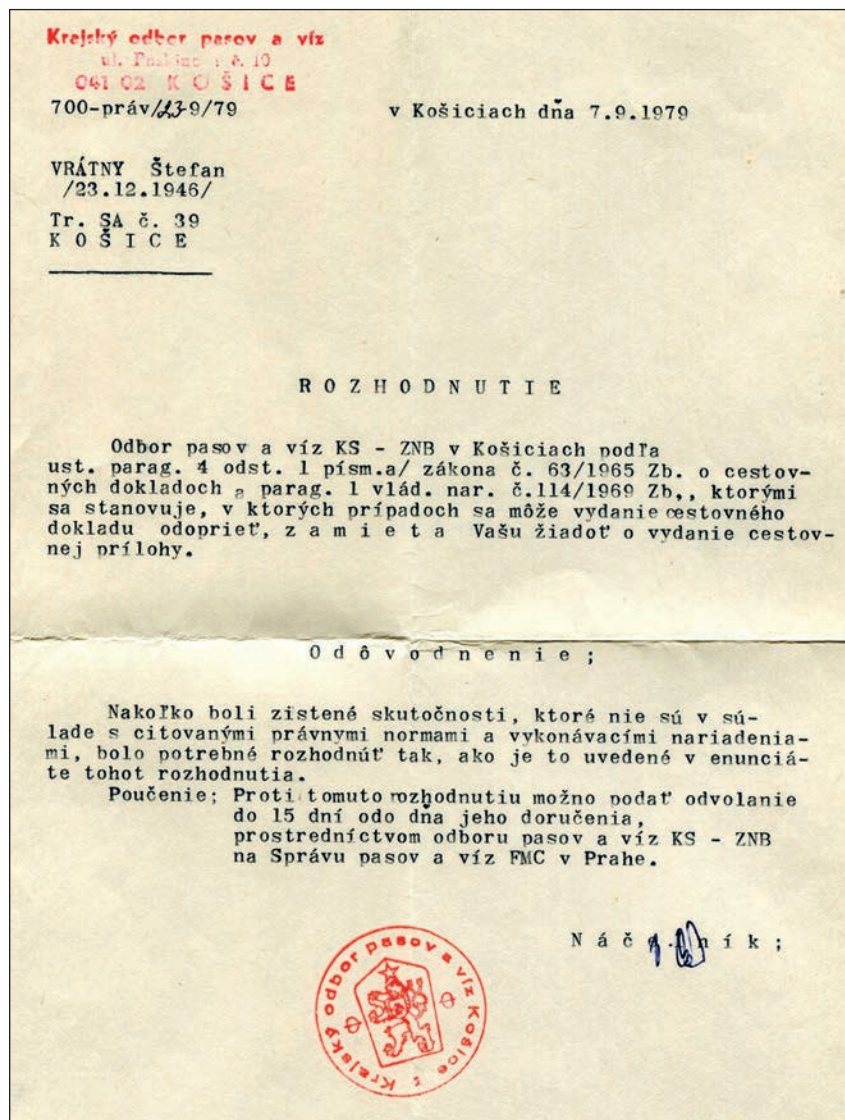 Krajský odbor pasov a víz
ul. č. 10
041 02 K O Š I C E
700-práv/23-9/79 v Košiciach dňa 7.9.1979
VRÁTNY Štefan
/23.12.1946/
Tr. SA č. 39
K O Š I C E
R O Z H O D N U T I E
Odbor pasov a víz KS - ZNB v Košiciach podľa
ust. parag. 4 odst. 1 písm.a/ zákona č. 63/1965 Zb. o cestov-
ných dokladoch a parag. 1 vlád. nar. č.114/1969 Zb,, ktorými
sa stanovuje, v ktorých prípadoch sa môže vydanie cestovného
dokladu odoprieť, z a m i e t a Vašu žiadoť o vydanie cestov-
nej prílohy.
O d ô v o d n e n i e ;
Nakoľko boli zistené skutočnosti, ktoré nie sú v sú-
lade s citovanými právnymi normami a vykonávacími nariadenia-
mi, bolo potrebné rozhodnúť tak, ako je to uvedené v enunciá-
te tohot rozhodnutia.
Poučenie; Proti tomuto rozhodnutiu možno podať odvolanie
do 15 dní odo dňa jeho doručenia,
prostredníctvom odboru pasov a víz KS - ZNB
na Správu pasov a víz FMC v Prahe.
N á č e l n í k ;
Krajský odbor pasov a víz Košice